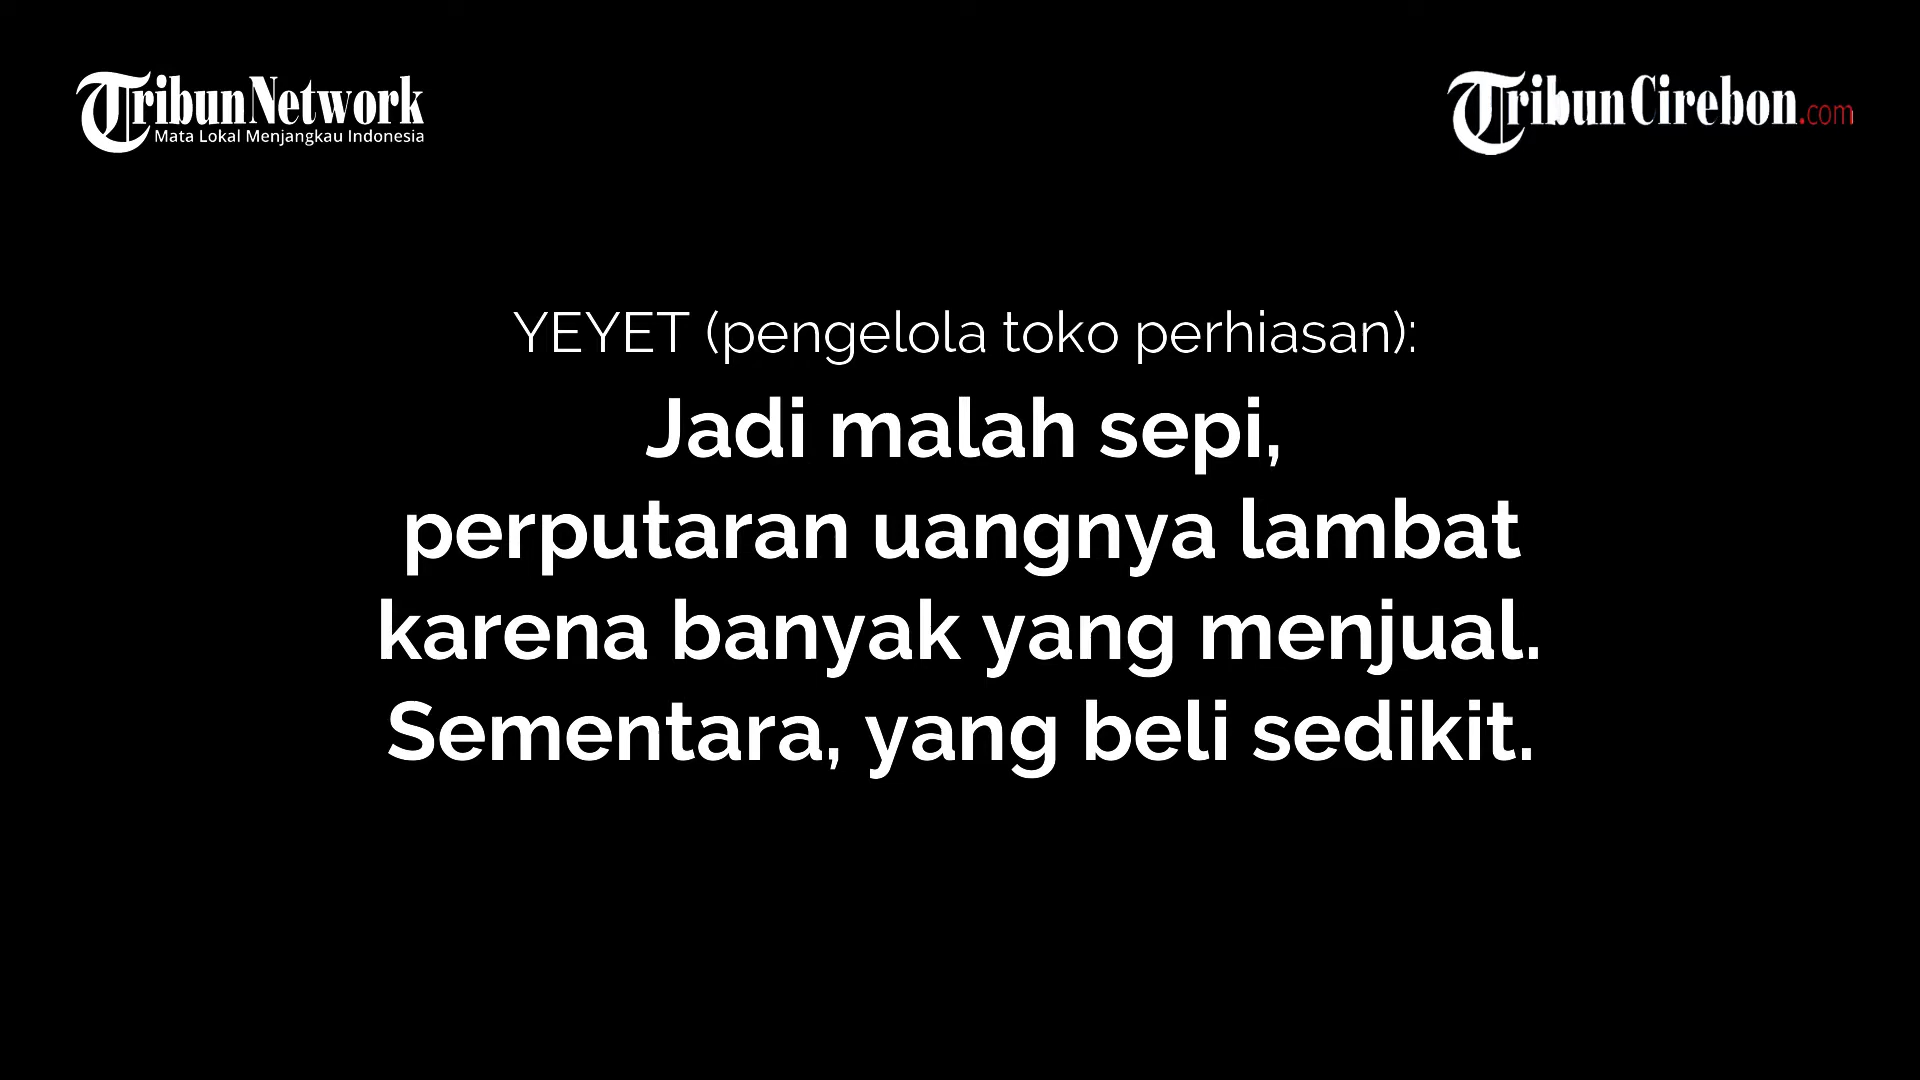 TribunNetwork
Mata Lokal Menjangkau Indonesia
TribunCirebon.com
YEYET (pengelola toko perhiasan):
Jadi malah sepi,
perputaran uangnya lambat
karena banyak yang menjual.
Sementara, yang beli sedikit.